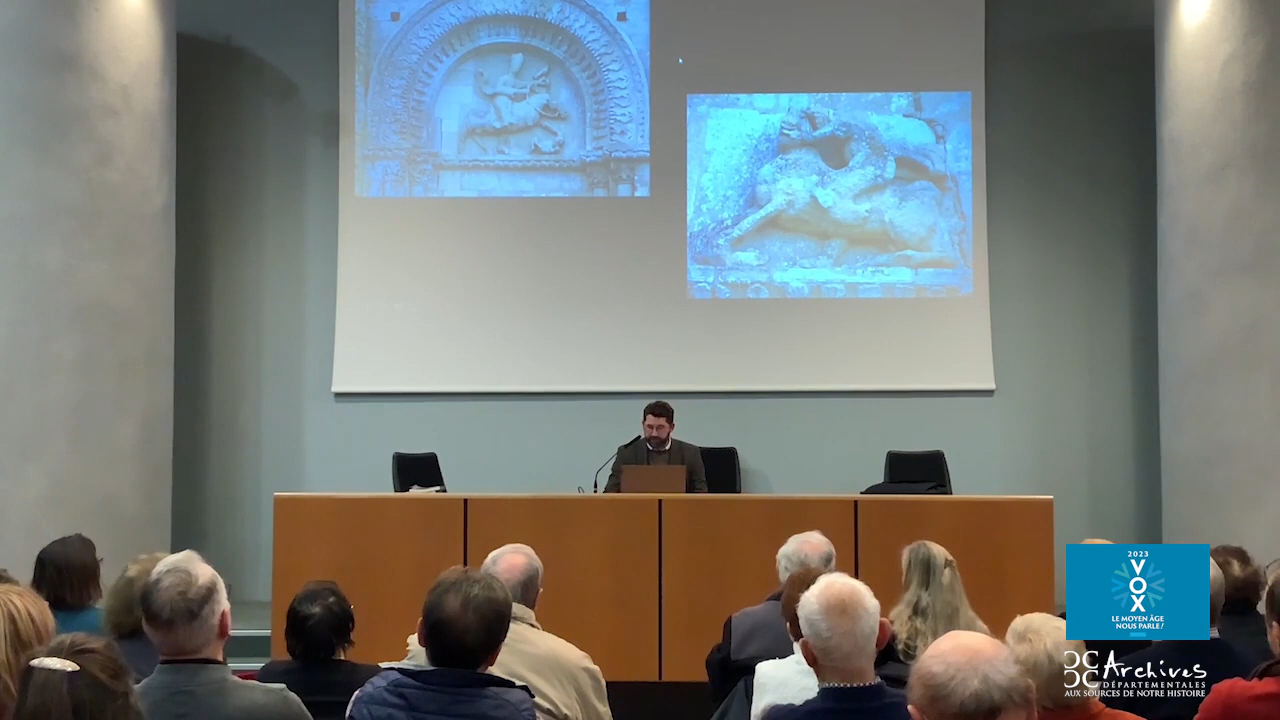 2023
VOX
LE MOYEN ÂGE
NOUS PARLE !
Archives
DÉPARTEMENTALES
AUX SOURCES DE NOTRE HISTOIRE